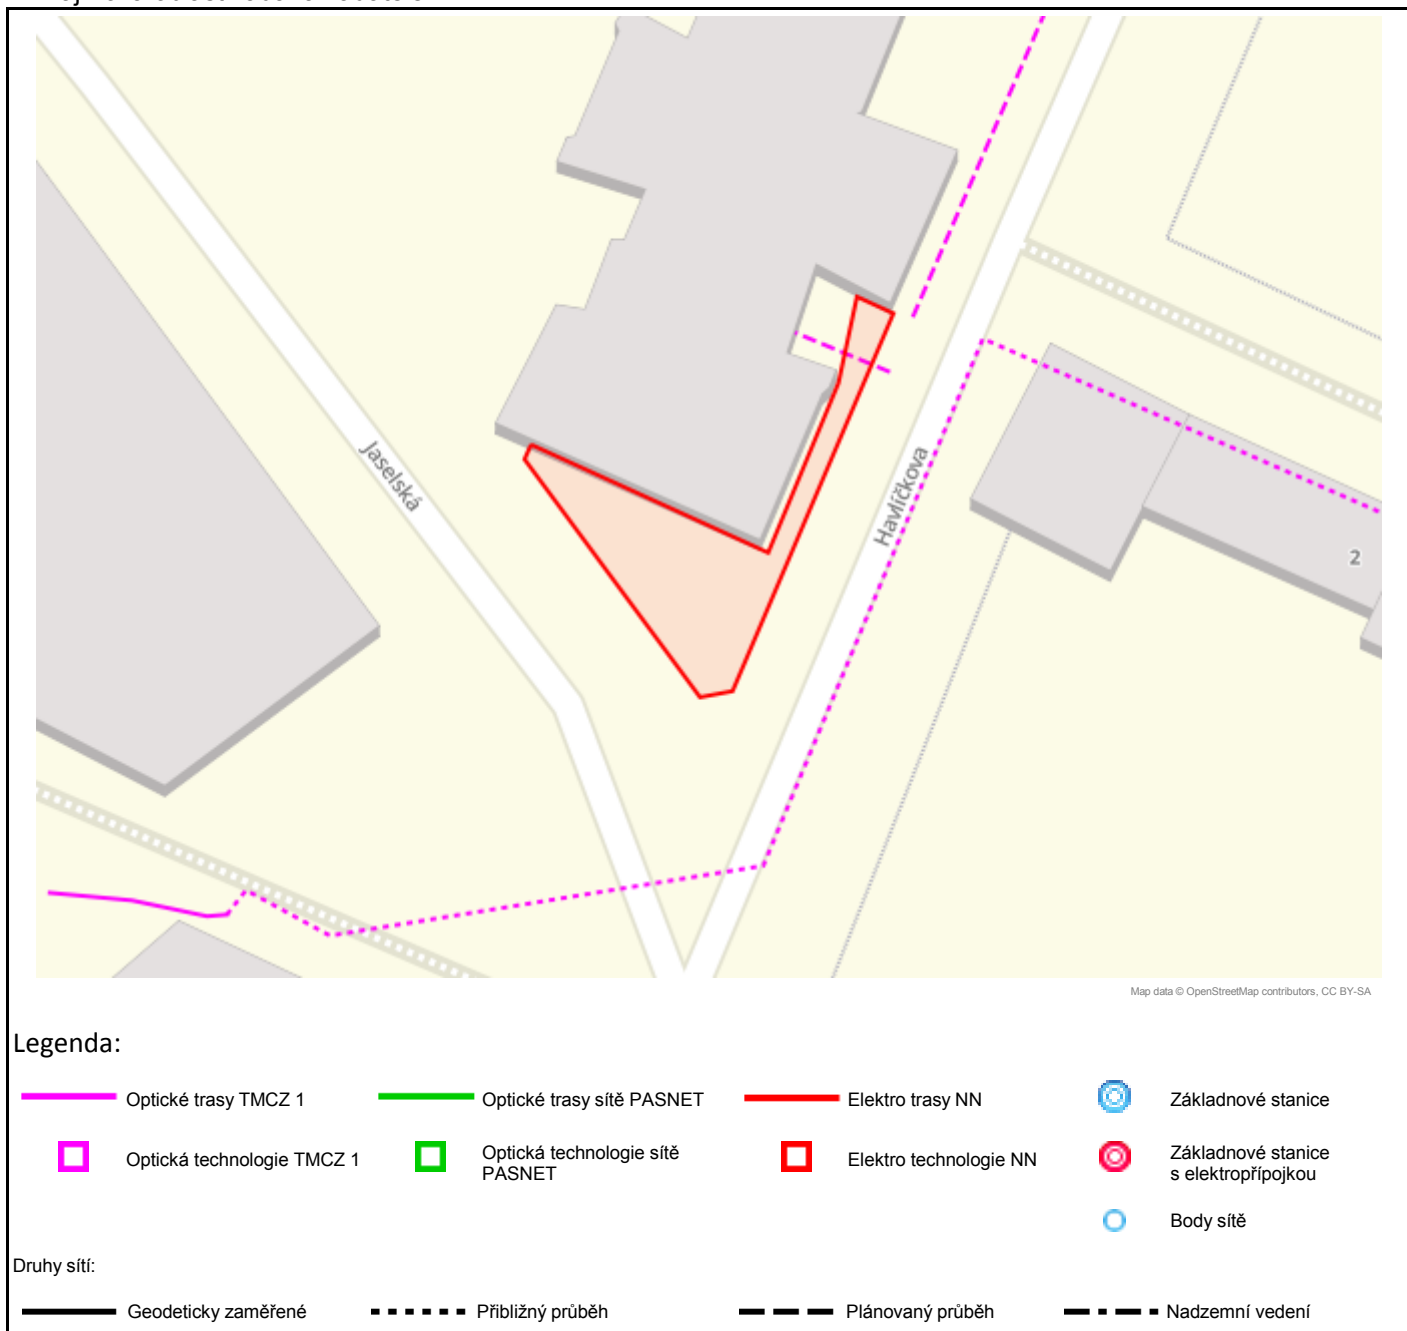 Jaselská
Havlíčkova
2
Map data © OpenStreetMap contributors, CC BY-SA
Legenda:
Optické trasy TMCZ 1
Optické trasy sítě PASNET
Elektro trasy NN
Základnové stanice
Optická technologie TMCZ 1
Optická technologie sítě
PASNET
Elektro technologie NN
Základnové stanice
s elektropřípojkou
Body sítě
Druhy sítí:
Geodeticky zaměřené
Přibližný průběh
Plánovaný průběh
Nadzemní vedení